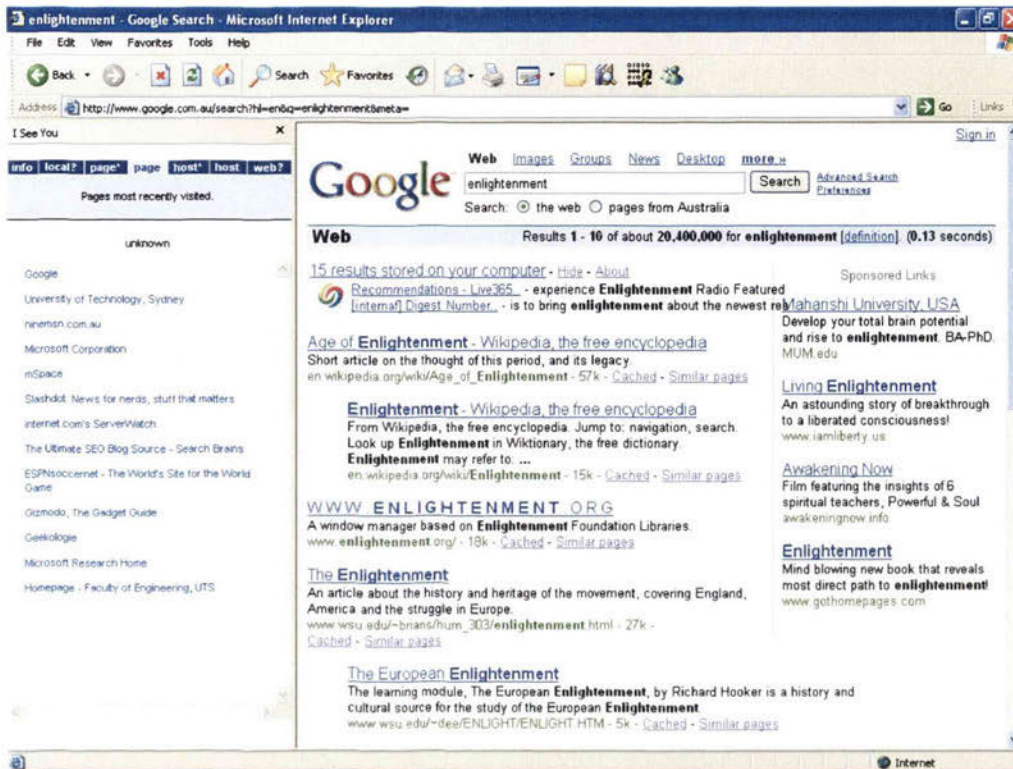 enlightenment - Google Search - Microsoft Internet Explorer
File Edit View Favorites Tools Help
Back Search Favorites
Address http://www.google.com.au/search?hl=en&q=enlightenment&meta= Go Links
I See You
info local? page* page host* host web?
Pages most recently visited.
unknown
Google
University of Technology, Sydney
ninemsn.com.au
Microsoft Corporation
mSpace
Slashdot: News for nerds, stuff that matters
internet.com's ServerWatch
The Ultimate SEO Blog Source - Search Brains
ESPNsoccernet - The World's Site for the World
Game
Gizmodo, The Gadget Guide
Geekologie
Microsoft Research Home
Homepage - Faculty of Engineering, UTS
Sign in
Google
Web Images Groups News Desktop more »
enlightenment Search Advanced Search
Preferences
Search: the web pages from Australia
Web Results 1 - 10 of about 20,400,000 for enlightenment [definition]. (0.13 seconds)
15 results stored on your computer - Hide - About
Recommendations - Live365... - experience Enlightenment Radio Featured
[internaf] Digest Number... - is to bring enlightenment about the newest re
Age of Enlightenment - Wikipedia, the free encyclopedia
Short article on the thought of this period, and its legacy.
en.wikipedia.org/wiki/Age_of_Enlightenment - 57k - Cached - Similar pages
Enlightenment - Wikipedia, the free encyclopedia
From Wikipedia, the free encyclopedia. Jump to: navigation, search.
Look up Enlightenment in Wiktionary, the free dictionary.
Enlightenment may refer to: ...
en.wikipedia.org/wiki/Enlightenment - 15k - Cached - Similar pages
WWW.ENLIGHTENMENT.ORG
A window manager based on Enlightenment Foundation Libraries.
www.enlightenment.org/ - 18k - Cached - Similar pages
The Enlightenment
An article about the history and heritage of the movement, covering England,
America and the struggle in Europe.
www.wsu.edu/~brians/hum_303/enlightenment.html - 27k -
Cached - Similar pages
The European Enlightenment
The learning module, The European Enlightenment, by Richard Hooker is a history and
cultural source for the study of the European Enlightenment.
www.wsu.edu/~dee/ENLIGHT/ENLIGHT.HTM - 5k - Cached - Similar pages
Sponsored Links
Maharishi University, USA
Develop your total brain potential
and rise to enlightenment. BA-PhD.
MUM.edu
Living Enlightenment
An astounding story of breakthrough
to a liberated consciousness!
www.iamliberty.us
Awakening Now
Film featuring the insights of 6
spiritual teachers, Powerful & Soul
awakeningnow.info
Enlightenment
Mind blowing new book that reveals
most direct path to enlightenment!
www.gothomepages.com
Internet